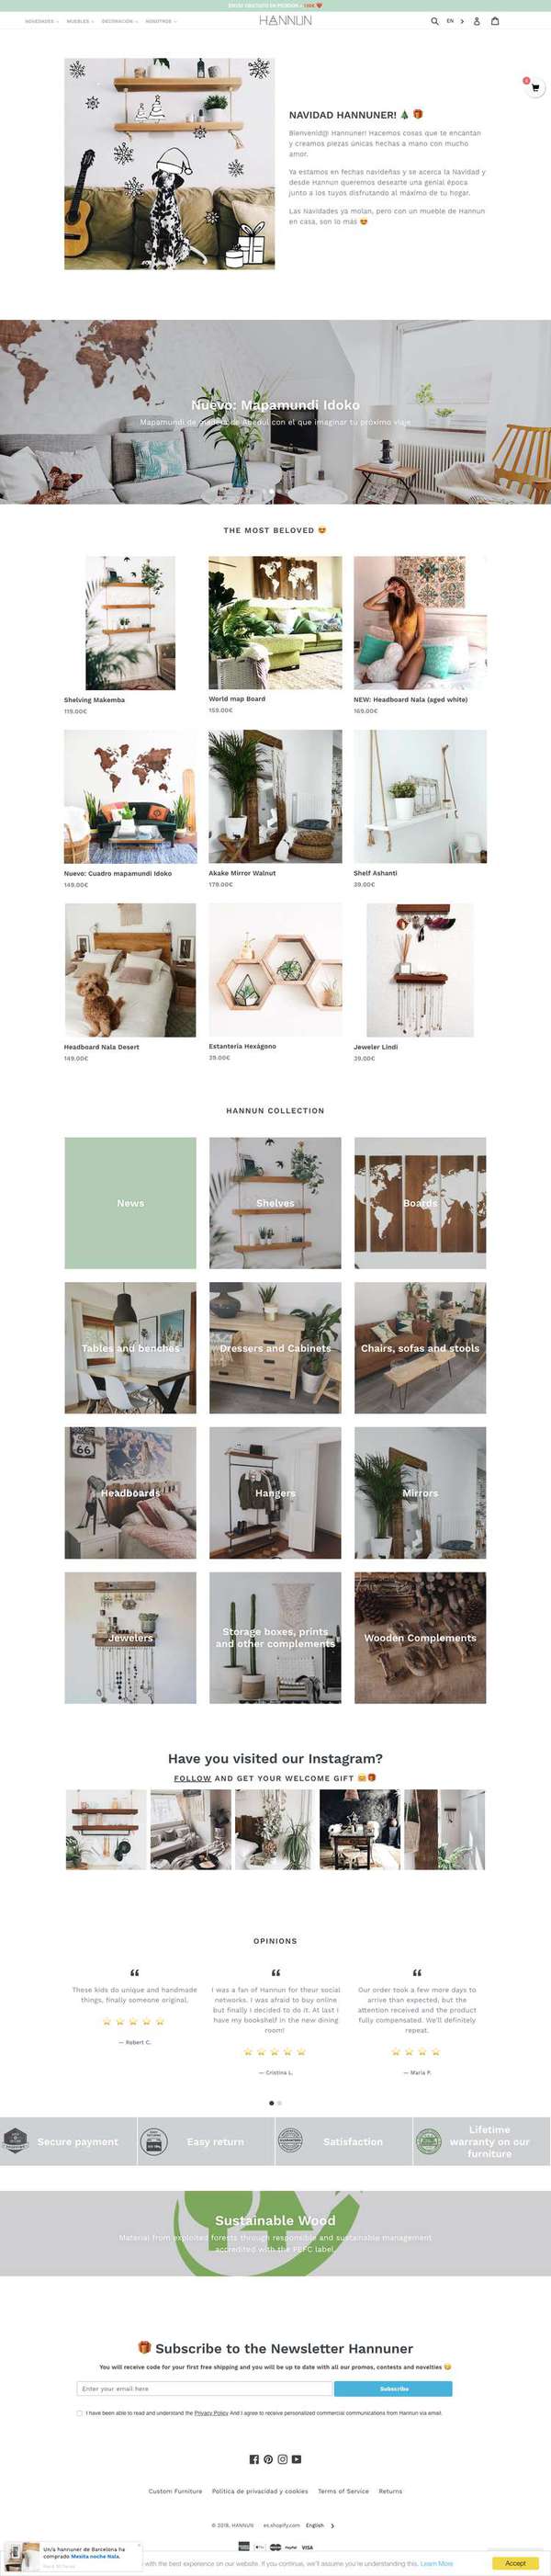 ENVÍO GRATUITO EN PEDIDOS +
NOVEDADES
MUEBLES
DECORACIÓN
NOSOTROS
HANNUN
EN
NAVIDAD HANNUNER! 🎄 🎁
Bienvenid@ Hannuner! Hacemos cosas que te encantan
y creamos piezas únicas hechas a mano con mucho
amor.
Ya estamos en fechas navideñas y se acerca la Navidad y
desde Hannun queremos desearte una genial época
junto a los tuyos disfrutando al máximo de tu hogar.
Las Navidades ya molan, pero con un mueble de Hannun
en casa, son lo más 😍
Nuevo: Mapamundi Idoko
Mapamundi de madera de Abedul con el que imaginar tu próximo viaje
THE MOST BELOVED 😍
Shelving Makemba
119.00€
World map Board
159.00€
NEW: Headboard Nala (aged white)
169.00€
Nuevo: Cuadro mapamundi Idoko
149.00€
Akake Mirror Walnut
179.00€
Shelf Ashanti
39.00€
Headboard Nala Desert
149.00€
Estantería Hexágono
39.00€
Jeweler Lindi
39.00€
HANNUN COLLECTION
News
Shelves
Boards
Tables and benches
Dressers and Cabinets
Chairs, sofas and stools
ROUTE
66
Headboards
Hangers
Mirrors
Jewelers
Storage boxes, prints
and other complements
Wooden Complements
Have you visited our Instagram?
FOLLOW AND GET YOUR WELCOME GIFT 🤗🎁
OPINIONS
These kids do unique and handmade
things, finally someone original.
— Robert C.
I was a fan of Hannun for theur social
networks. I was afraid to buy online
but finally I decided to do it. At last I
have my bookshelf in the new dining
room!
— Cristina L.
Our order took a few more days to
arrive than expected, but the
attention received and the product
fully compensated. We'll definitely
repeat.
— Maria P.
Secure payment
Easy return
Satisfaction
Lifetime
warranty on our
furniture
Sustainable Wood
Material from exploited forests through responsible and sustainable management,
accredited with the PEFC label.
🎁 Subscribe to the Newsletter Hannuner
You will receive code for your first free shipping and you will be up to date with all our promos, contests and novelties 😊
Enter your email here
Subscribe
I have been able to read and understand the Privacy Policy And I agree to receive personalized commercial communications from Hannun via email.
Custom Furniture
Política de privacidad y cookies
Terms of Service
Returns
© 2018, HANNUN
es.shopify.com
English
PayPal
VISA
Un/a hannuner de Barcelona ha
comprado Mesita noche Nala.
with the best experience on our website. If you continue, we'll assume you're understanding this. Learn More
Accept